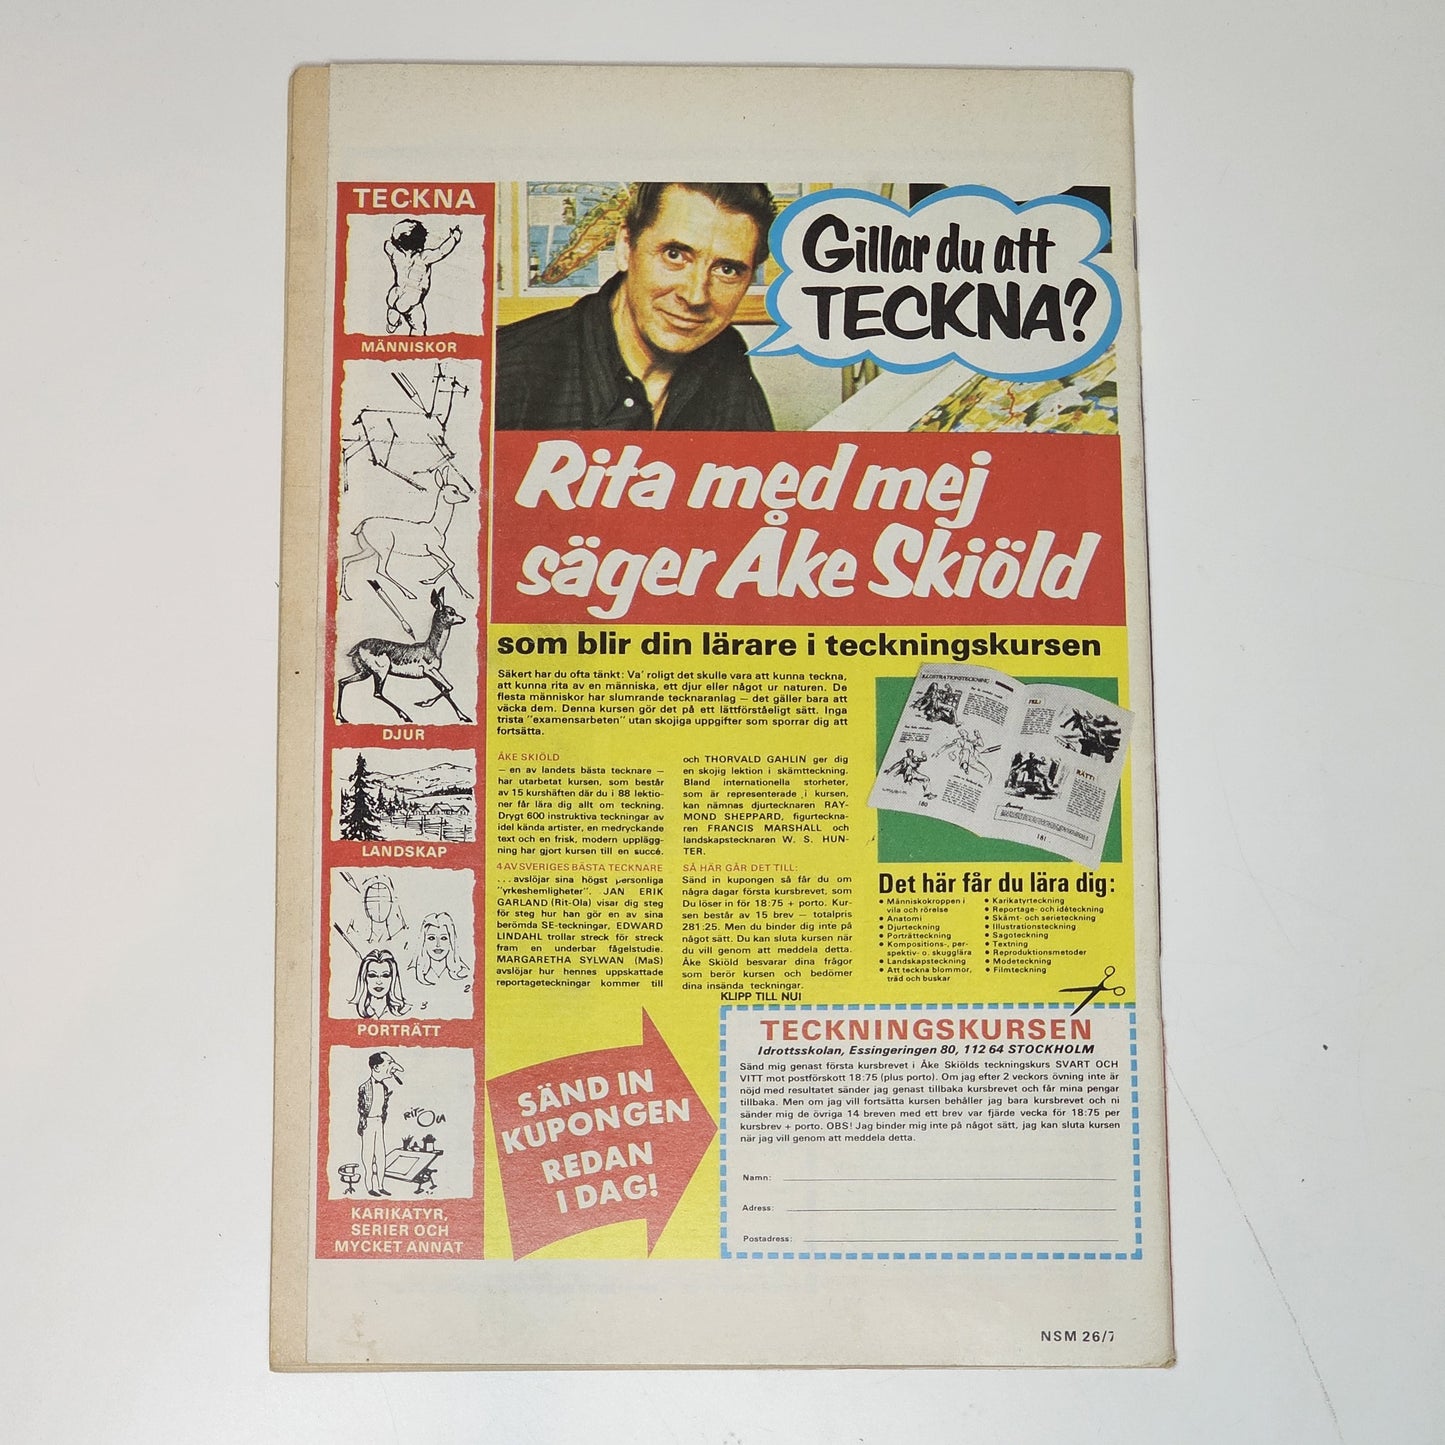 TECKNA
MÄNNISKOR
DJUR
LANDSKAP
2
3
PORTRÄTT
Rit-Ola
KARIKATYR,
SERIER OCH
MYCKET ANNAT
Gillar du att
TECKNA?
Rita med mej
säger Åke Skiöld
som blir din lärare i teckningskursen
Säkert har du ofta tänkt: Va' roligt det skulle vara att kunna teckna,
att kunna rita av en människa, ett djur eller något ur naturen. De
flesta människor har slumrande tecknaranlag — det gäller bara att
väcka dem. Denna kursen gör det på ett lättförståeligt sätt. Inga
trista "examensarbeten" utan skojiga uppgifter som sporrar dig att
fortsätta.
ÅKE SKIÖLD
— en av landets bästa tecknare —
har utarbetat kursen, som består
av 15 kurshäften där du i 88 lektio-
ner får lära dig allt om teckning.
Drygt 600 instruktiva teckningar av
idel kända artister, en medryckande
text och en frisk, modern upplägg-
ning har gjort kursen till en succé.
4 AV SVERIGES BÄSTA TECKNARE
... avslöjar sina högst personliga
"yrkeshemligheter". JAN ERIK
GARLAND (Rit-Ola) visar dig steg
för steg hur han gör en av sina
berömda SE-teckningar, EDWARD
LINDAHL trollar streck för streck
fram en underbar fågelstudie.
MARGARETHA SYLWAN (MaS)
avslöjar hur hennes uppskattade
reportageteckningar kommer till
och THORVALD GAHLIN ger dig
en skojig lektion i skämtteckning.
Bland internationella storheter,
som är representerade i kursen,
kan nämnas djurtecknaren RAY-
MOND SHEPPARD, figurteckna-
ren FRANCIS MARSHALL och
landskapstecknaren W. S. HUN-
TER.
SÅ HÄR GÅR DET TILL:
Sänd in kupongen så får du om
några dagar första kursbrevet, som
Du löser in för 18:75 + porto. Kur-
sen består av 15 brev — totalpris
281:25. Men du binder dig inte på
något sätt. Du kan sluta kursen när
du vill genom att meddela detta.
Åke Skiöld besvarar dina frågor
som berör kursen och bedömer
dina insända teckningar.
KLIPP TILL NU!
ILLUSTRATIONSTECKNING
FEL!
RÄTT!
180
181
Det här får du lära dig:
• Människokroppen i
vila och rörelse
• Anatomi
• Djurteckning
• Porträtteckning
• Kompositions-, per-
spektiv- o. skugglära
• Landskapsteckning
• Att teckna blommor,
träd och buskar
• Karikatyrteckning
• Reportage- och idéteckning
• Skämt- och serieteckning
• Illustrationsteckning
• Sagoteckning
• Textning
• Reproduktionsmetoder
• Modeteckning
• Filmteckning
SÄND IN
KUPONGEN
REDAN
I DAG!
TECKNINGSKURSEN
Idrottsskolan, Essingeringen 80, 112 64 STOCKHOLM
Sänd mig genast första kursbrevet i Åke Skiölds teckningskurs SVART OCH
VITT mot postförskott 18:75 (plus porto). Om jag efter 2 veckors övning inte är
nöjd med resultatet sänder jag genast tillbaka kursbrevet och får mina pengar
tillbaka. Men om jag vill fortsätta kursen behåller jag bara kursbrevet och ni
sänder mig de övriga 14 breven med ett brev var fjärde vecka för 18:75 per
kursbrev + porto. OBS! Jag binder mig inte på något sätt, jag kan sluta kursen
när jag vill genom att meddela detta.
Namn:
Adress:
Postadress:
NSM 26/7